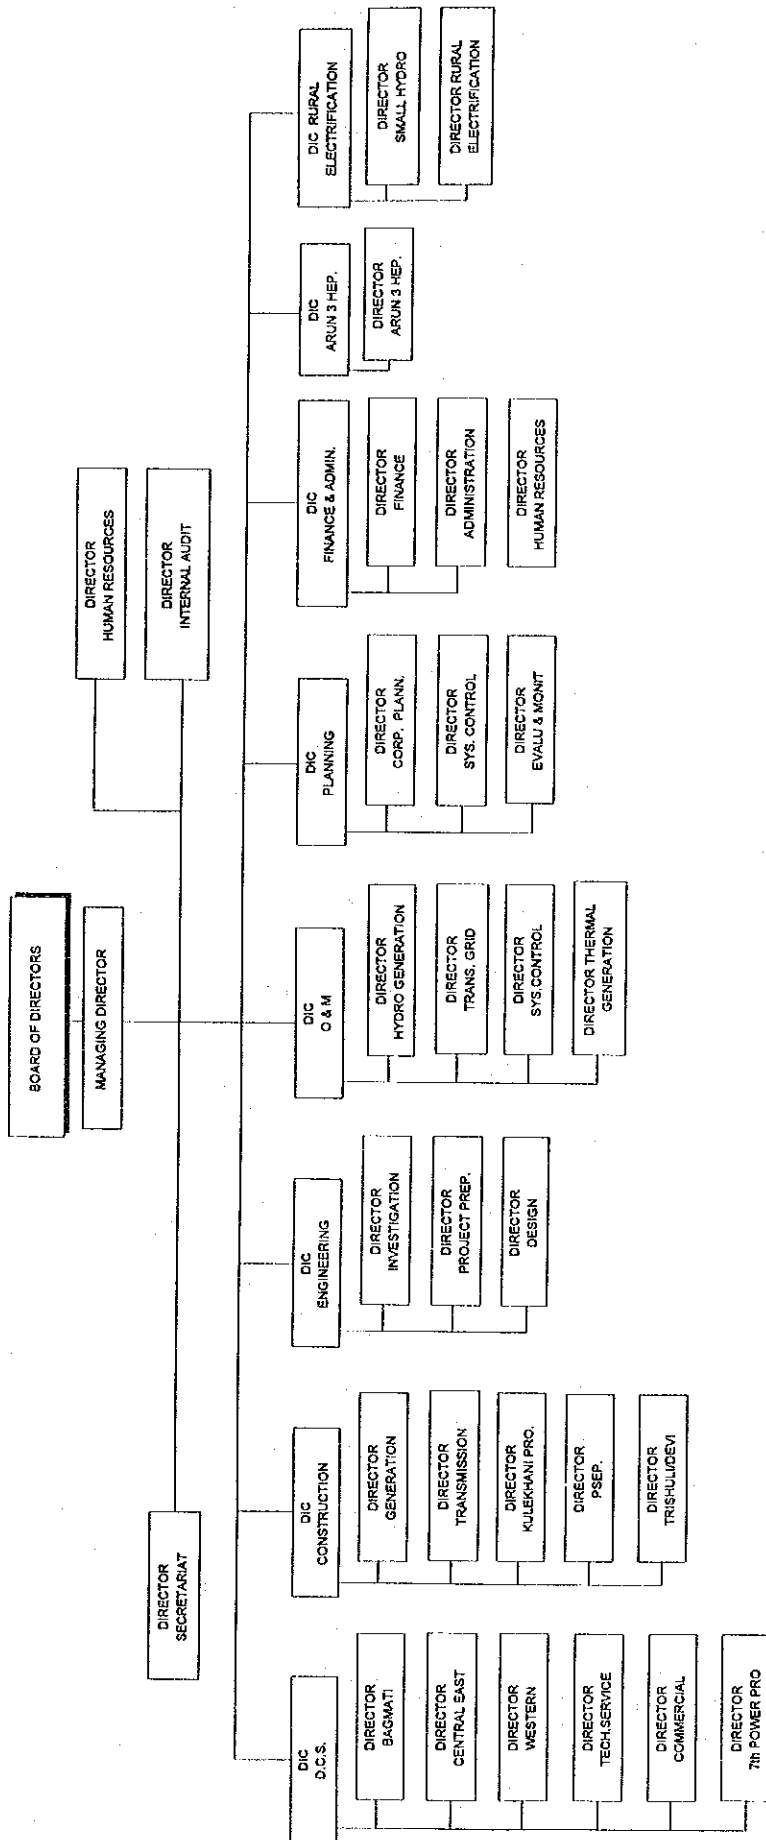 BOARD OF DIRECTORS
MANAGING DIRECTOR
DIRECTOR
HUMAN RESOURCES
DIRECTOR
INTERNAL AUDIT
DIRECTOR
SECRETARIAT
DIC
D.C.S.
DIRECTOR
BAGMATI
DIRECTOR
CENTRAL EAST
DIRECTOR
WESTERN
DIRECTOR
TECH.SERVICE
DIRECTOR
COMMERCIAL
DIRECTOR
7th POWER PRO
DIC
CONSTRUCTION
DIRECTOR
GENERATION
DIRECTOR
TRANSMISSION
DIRECTOR
KULEKHANI PRO.
DIRECTOR
PSEP.
DIRECTOR
TRISHULI/DEVI
DIC
ENGINEERING
DIRECTOR
INVESTIGATION
DIRECTOR
PROJECT PREP.
DIRECTOR
DESIGN
DIC
O & M
DIRECTOR
HYDRO GENERATION
DIRECTOR
TRANS. GRID
DIRECTOR
SYS.CONTROL
DIRECTOR THERMAL
GENERATION
DIC
PLANNING
DIRECTOR
CORP. PLANN.
DIRECTOR
SYS. CONTROL
DIRECTOR
EVALU & MONIT
DIC
FINANCE & ADMIN.
DIRECTOR
FINANCE
DIRECTOR
ADMINISTRATION
DIRECTOR
HUMAN RESOURCES
DIC
ARUN 3 HEP.
DIRECTOR
ARUN 3 HEP.
DIC RURAL
ELECTRIFICATION
DIRECTOR
SMALL HYDRO
DIRECTOR RURAL
ELECTRIFICATION